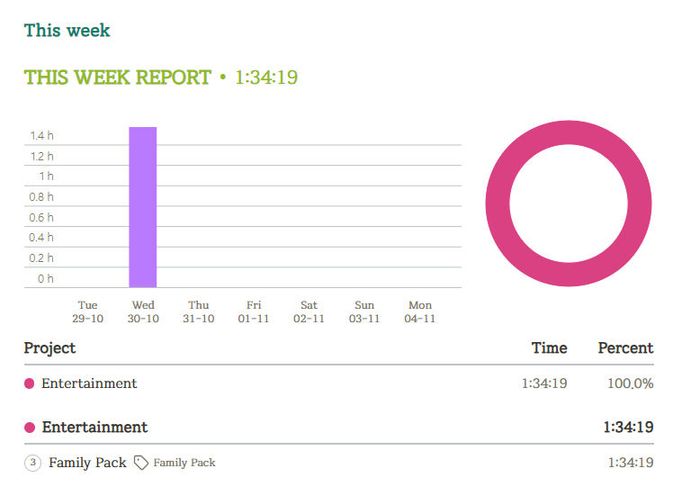 This week
THIS WEEK REPORT • 1:34:19
1,4 h
1,2 h
1 h
0,8 h
0,6 h
0,4 h
0,2 h
0 h
Tue Wed Thu Fri Sat Sun Mon
29-10 30-10 31-10 01-11 02-11 03-11 04-11
Project Time Percent
Entertainment 1:34:19 100,0%
Entertainment 1:34:19
3 Family Pack Family Pack 1:34:19